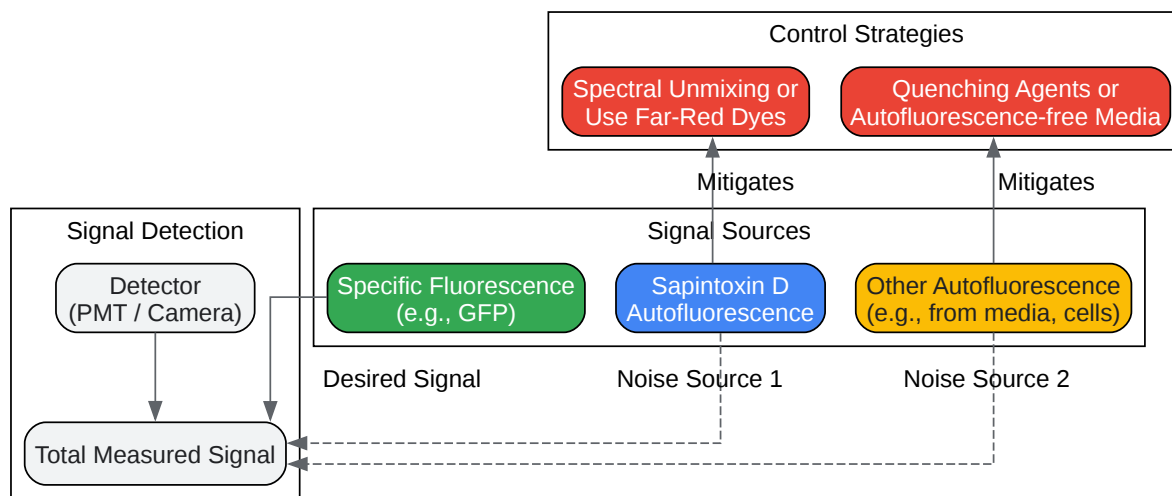 Control Strategies
Spectral Unmixing or
Use Far-Red Dyes
Quenching Agents or
Autofluorescence-free Media
Mitigates
Mitigates
Signal Detection
Signal Sources
Detector
(PMT / Camera)
Specific Fluorescence
(e.g., GFP)
Sapintoxin D
Autofluorescence
Other Autofluorescence
(e.g., from media, cells)
Desired Signal
Noise Source 1
Noise Source 2
Total Measured Signal